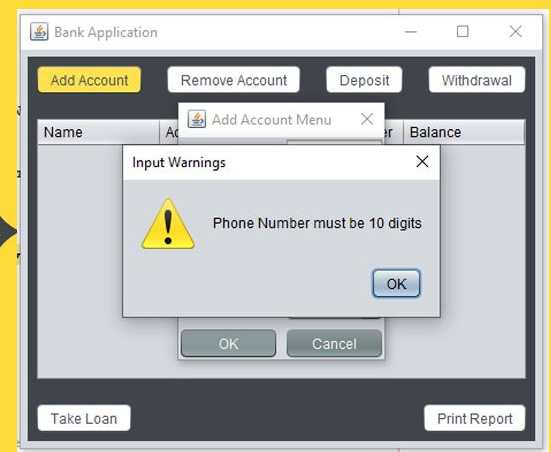 Bank Application
Add Account
Remove Account
Deposit
Withdrawal
Add Account Menu
Name
Balance
Input Warnings
Phone Number must be 10 digits
OK
OK
Cancel
Take Loan
Print Report